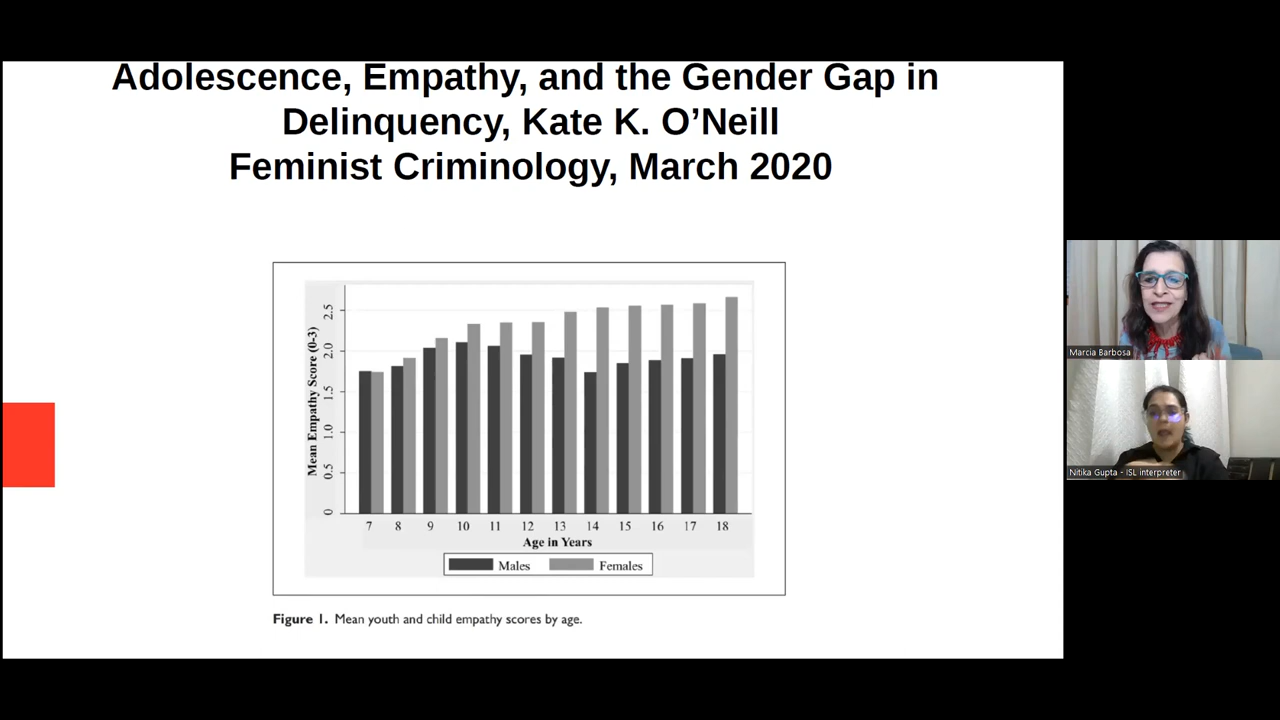 Adolescence, Empathy, and the Gender Gap in
Delinquency, Kate K. O’Neill
Feminist Criminology, March 2020
Mean Empathy Score (0-3)
2.5
2.0
1.5
1.0
0.5
0
7 8 9 10 11 12 13 14 15 16 17 18
Age in Years
Males Females
Figure 1. Mean youth and child empathy scores by age.
Marcia Barbosa
Nitika Gupta - ISL interpreter